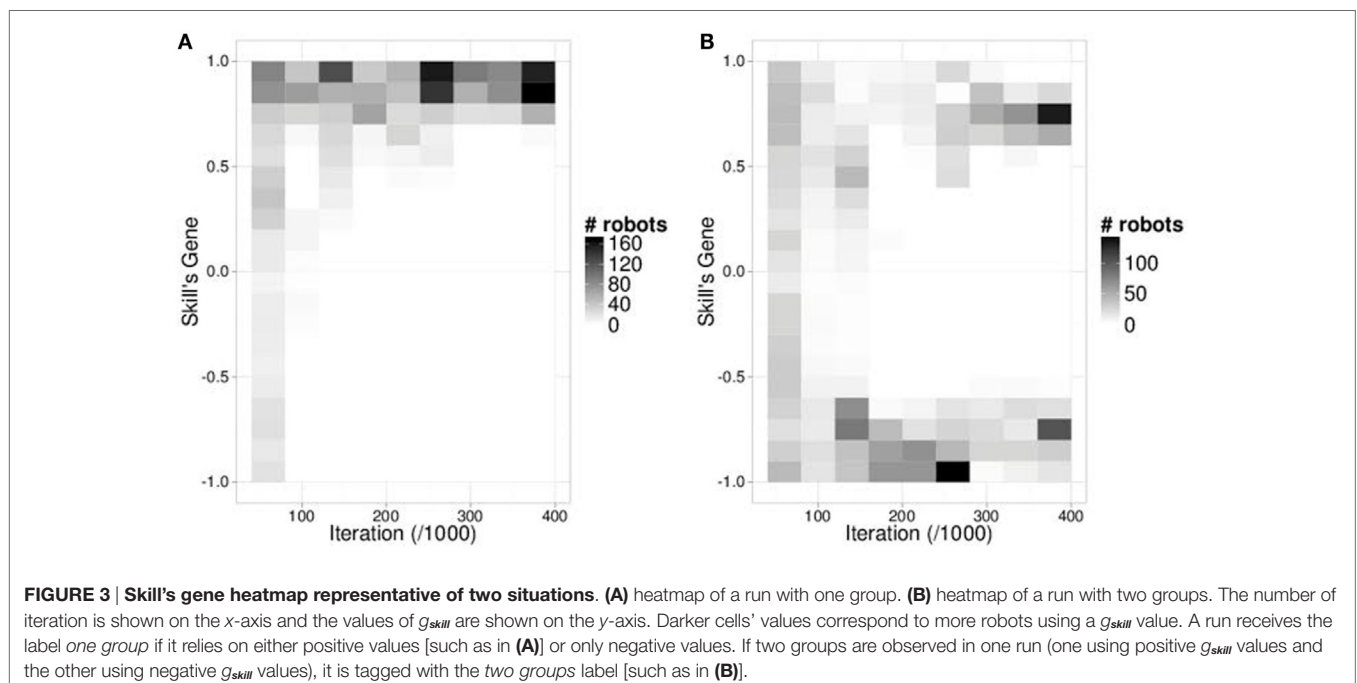 A
B
1.0
0.5
0.0
-0.5
-1.0
Skill's Gene
100
200
300
400
Iteration (/1000)
# robots
160
120
80
40
0
1.0
0.5
0.0
-0.5
-1.0
Skill's Gene
100
200
300
400
Iteration (/1000)
# robots
100
50
0
FIGURE 3 | Skill's gene heatmap representative of two situations. (A) heatmap of a run with one group. (B) heatmap of a run with two groups. The number of
iteration is shown on the x-axis and the values of gskill are shown on the y-axis. Darker cells' values correspond to more robots using a gskill value. A run receives the
label one group if it relies on either positive values [such as in (A)] or only negative values. If two groups are observed in one run (one using positive gskill values and
the other using negative gskill values), it is tagged with the two groups label [such as in (B)].